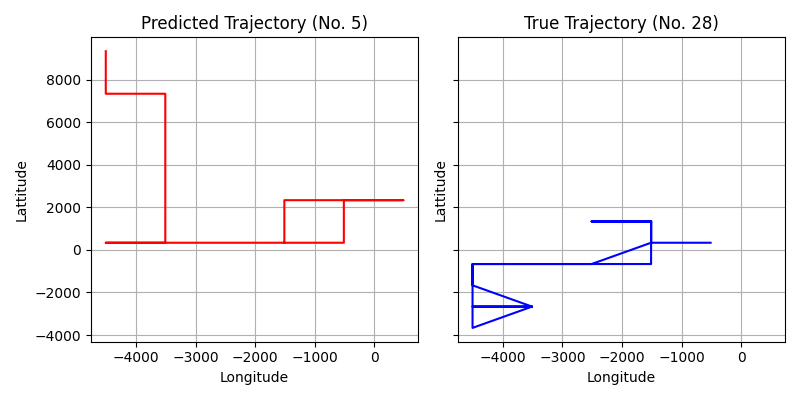 Predicted Trajectory (No. 5)
True Trajectory (No. 28)
Lattitude
8000
6000
4000
2000
0
−2000
−4000
−4000 −3000 −2000 −1000 0
Longitude
Lattitude
−4000 −3000 −2000 −1000 0
Longitude